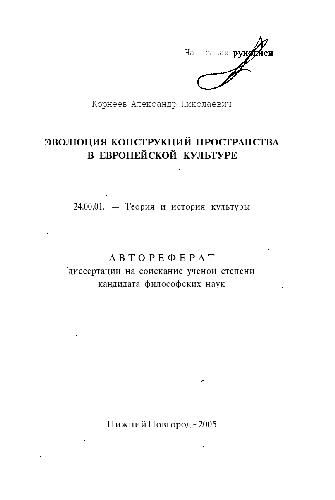 На правах рукописи
Корнеев Александр Николаевич
ЭВОЛЮЦИЯ КОНСТРУКЦИЙ ПРОСТРАНСТВА
В ЕВРОПЕЙСКОЙ КУЛЬТУРЕ
24.00.01. — Теория и история культуры
АВТОРЕФЕРАТ
диссертации на соискание ученой степени
кандидата философских наук
Нижний Новгород - 2005